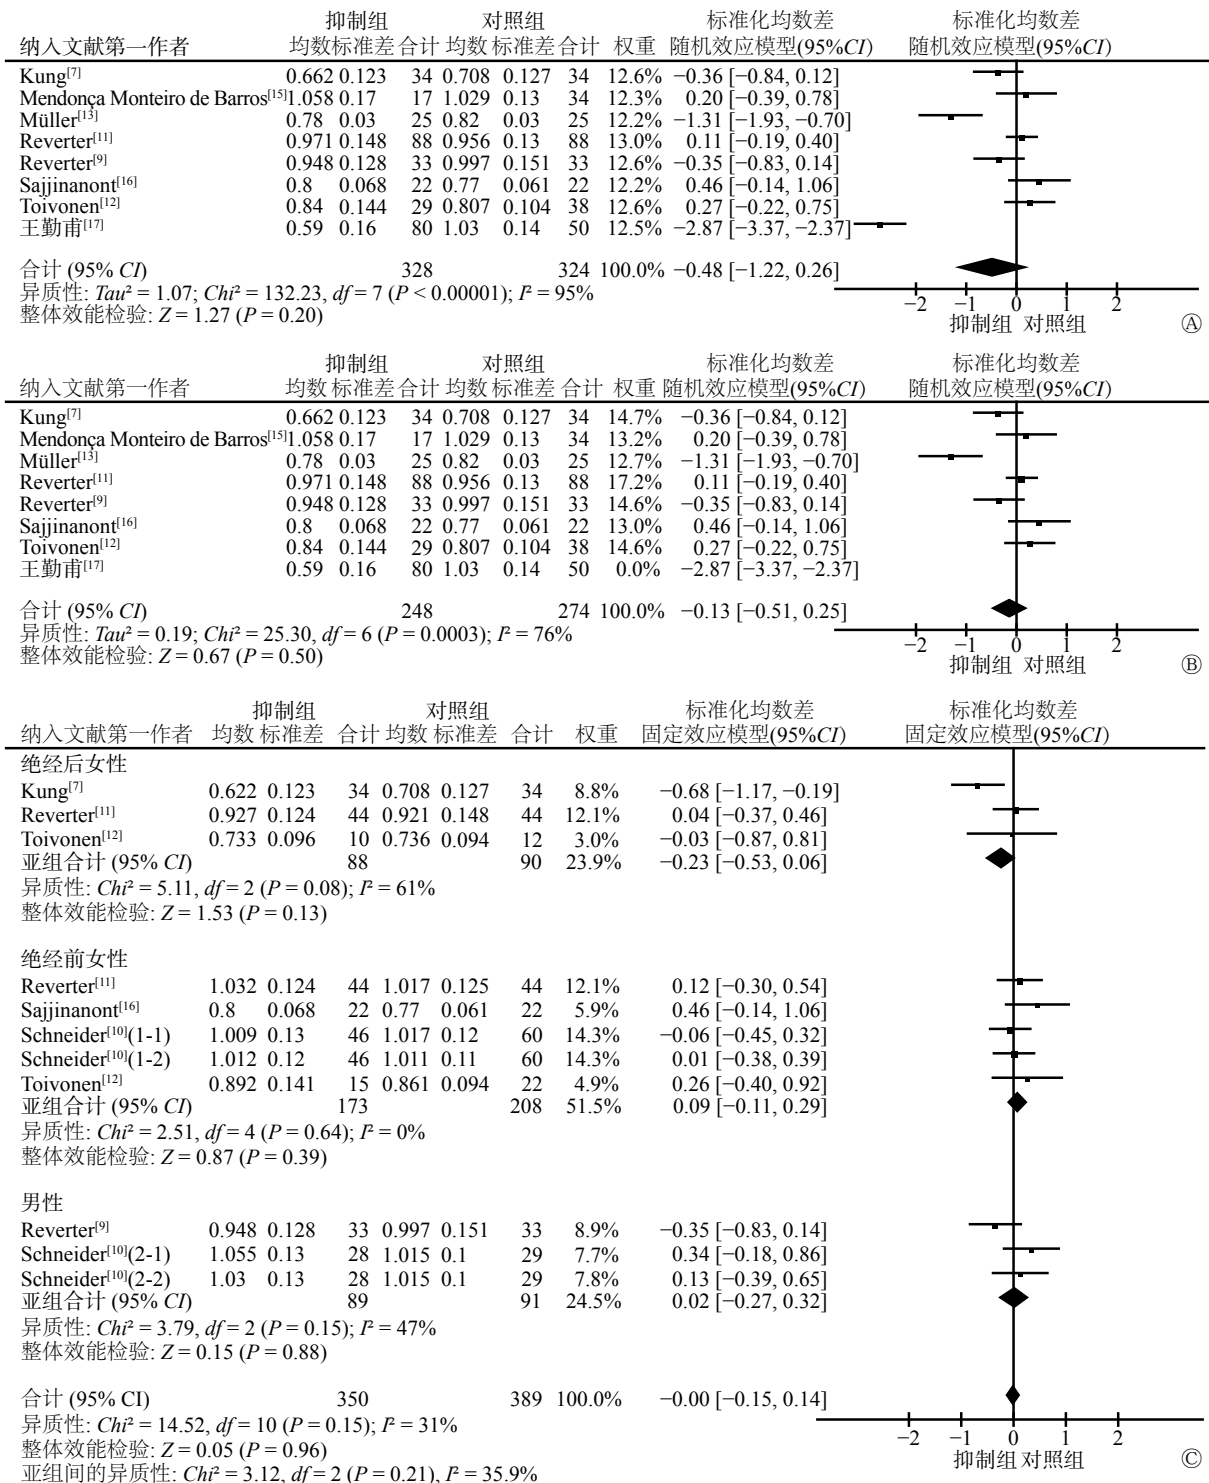 抑制组 对照组 标准化均数差 标准化均数差
纳入文献第一作者 均数 标准差 合计 均数 标准差 合计 权重 随机效应模型(95%CI) 随机效应模型(95%CI)
Kung[7] 0.662 0.123 34 0.708 0.127 34 12.6% −0.36 [−0.84, 0.12]
Mendonça Monteiro de Barros[15] 1.058 0.17 17 1.029 0.13 34 12.3% 0.20 [−0.39, 0.78]
Müller[13] 0.78 0.03 25 0.82 0.03 25 12.2% −1.31 [−1.93, −0.70]
Reverter[11] 0.971 0.148 88 0.956 0.13 88 13.0% 0.11 [−0.19, 0.40]
Reverter[9] 0.948 0.128 33 0.997 0.151 33 12.6% −0.35 [−0.83, 0.14]
Sajjinanont[16] 0.8 0.068 22 0.77 0.061 22 12.2% 0.46 [−0.14, 1.06]
Toivonen[12] 0.84 0.144 29 0.807 0.104 38 12.6% 0.27 [−0.22, 0.75]
王勤甫[17] 0.59 0.16 80 1.03 0.14 50 12.5% −2.87 [−3.37, −2.37]
合计 (95% CI) 328 324 100.0% −0.48 [−1.22, 0.26]
异质性: Tau² = 1.07; Chi² = 132.23, df = 7 (P < 0.00001); I² = 95%
整体效能检验: Z = 1.27 (P = 0.20)
−2 −1 0 1 2
抑制组 对照组 Ⓐ
抑制组 对照组 标准化均数差 标准化均数差
纳入文献第一作者 均数 标准差 合计 均数 标准差 合计 权重 随机效应模型(95%CI) 随机效应模型(95%CI)
Kung[7] 0.662 0.123 34 0.708 0.127 34 14.7% −0.36 [−0.84, 0.12]
Mendonça Monteiro de Barros[15] 1.058 0.17 17 1.029 0.13 34 13.2% 0.20 [−0.39, 0.78]
Müller[13] 0.78 0.03 25 0.82 0.03 25 12.7% −1.31 [−1.93, −0.70]
Reverter[11] 0.971 0.148 88 0.956 0.13 88 17.2% 0.11 [−0.19, 0.40]
Reverter[9] 0.948 0.128 33 0.997 0.151 33 14.6% −0.35 [−0.83, 0.14]
Sajjinanont[16] 0.8 0.068 22 0.77 0.061 22 13.0% 0.46 [−0.14, 1.06]
Toivonen[12] 0.84 0.144 29 0.807 0.104 38 14.6% 0.27 [−0.22, 0.75]
王勤甫[17] 0.59 0.16 80 1.03 0.14 50 0.0% −2.87 [−3.37, −2.37]
合计 (95% CI) 248 274 100.0% −0.13 [−0.51, 0.25]
异质性: Tau² = 0.19; Chi² = 25.30, df = 6 (P = 0.0003); I² = 76%
整体效能检验: Z = 0.67 (P = 0.50)
−2 −1 0 1 2
抑制组 对照组 Ⓑ
抑制组 对照组 标准化均数差 标准化均数差
纳入文献第一作者 均数 标准差 合计 均数 标准差 合计 权重 固定效应模型(95%CI) 固定效应模型(95%CI)
绝经后女性
Kung[7] 0.622 0.123 34 0.708 0.127 34 8.8% −0.68 [−1.17, −0.19]
Reverter[11] 0.927 0.124 44 0.921 0.148 44 12.1% 0.04 [−0.37, 0.46]
Toivonen[12] 0.733 0.096 10 0.736 0.094 12 3.0% −0.03 [−0.87, 0.81]
亚组合计 (95% CI) 88 90 23.9% −0.23 [−0.53, 0.06]
异质性: Chi² = 5.11, df = 2 (P = 0.08); I² = 61%
整体效能检验: Z = 1.53 (P = 0.13)
绝经前女性
Reverter[11] 1.032 0.124 44 1.017 0.125 44 12.1% 0.12 [−0.30, 0.54]
Sajjinanont[16] 0.8 0.068 22 0.77 0.061 22 5.9% 0.46 [−0.14, 1.06]
Schneider[10](1-1) 1.009 0.13 46 1.017 0.12 60 14.3% −0.06 [−0.45, 0.32]
Schneider[10](1-2) 1.012 0.12 46 1.011 0.11 60 14.3% 0.01 [−0.38, 0.39]
Toivonen[12] 0.892 0.141 15 0.861 0.094 22 4.9% 0.26 [−0.40, 0.92]
亚组合计 (95% CI) 173 208 51.5% 0.09 [−0.11, 0.29]
异质性: Chi² = 2.51, df = 4 (P = 0.64); I² = 0%
整体效能检验: Z = 0.87 (P = 0.39)
男性
Reverter[9] 0.948 0.128 33 0.997 0.151 33 8.9% −0.35 [−0.83, 0.14]
Schneider[10](2-1) 1.055 0.13 28 1.015 0.1 29 7.7% 0.34 [−0.18, 0.86]
Schneider[10](2-2) 1.03 0.13 28 1.015 0.1 29 7.8% 0.13 [−0.39, 0.65]
亚组合计 (95% CI) 89 91 24.5% 0.02 [−0.27, 0.32]
异质性: Chi² = 3.79, df = 2 (P = 0.15); I² = 47%
整体效能检验: Z = 0.15 (P = 0.88)
合计 (95% CI) 350 389 100.0% −0.00 [−0.15, 0.14]
异质性: Chi² = 14.52, df = 10 (P = 0.15); I² = 31%
整体效能检验: Z = 0.05 (P = 0.96)
亚组间的异质性: Chi² = 3.12, df = 2 (P = 0.21), I² = 35.9%
−2 −1 0 1 2
抑制组 对照组 Ⓒ